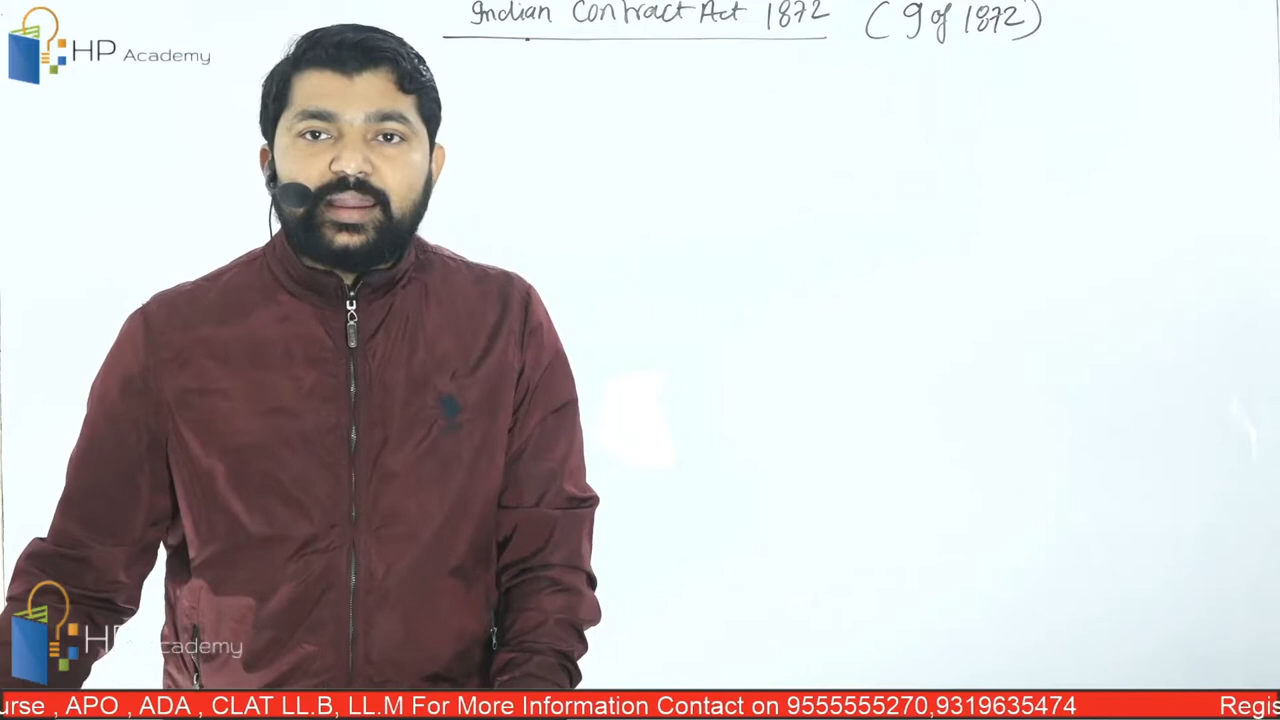 Indian Contract Act 1872 (9 of 1872)
HP Academy
HP Academy
urse , APO , ADA , CLAT LL.B, LL.M For More Information Contact on 9555555270,9319635474 Regis